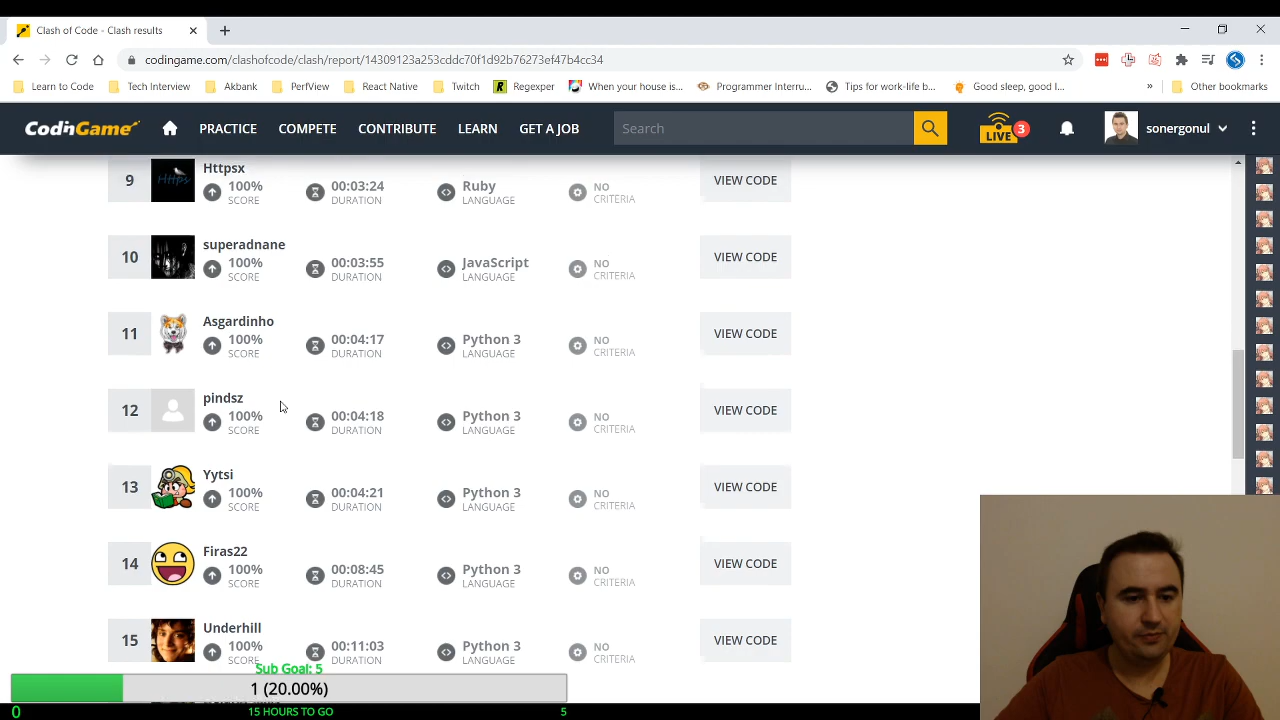 Clash of Code - Clash results
codingame.com/clashofcode/clash/report/14309123a253cddc70f1d92b76273ef47b4cc34
Learn to Code Tech Interview Akbank PerfView React Native Twitch Regexper When your house is... Programmer Interru... Tips for work-life b... Good sleep, good l... » Other bookmarks
CodinGame PRACTICE COMPETE CONTRIBUTE LEARN GET A JOB Search LIVE 3 sonergonul
9 Httpsx 100% SCORE 00:03:24 DURATION Ruby LANGUAGE NO CRITERIA VIEW CODE
10 superadnane 100% SCORE 00:03:55 DURATION JavaScript LANGUAGE NO CRITERIA VIEW CODE
11 Asgardinho 100% SCORE 00:04:17 DURATION Python 3 LANGUAGE NO CRITERIA VIEW CODE
12 pindsz 100% SCORE 00:04:18 DURATION Python 3 LANGUAGE NO CRITERIA VIEW CODE
13 Yytsi 100% SCORE 00:04:21 DURATION Python 3 LANGUAGE NO CRITERIA VIEW CODE
14 Firas22 100% SCORE 00:08:45 DURATION Python 3 LANGUAGE NO CRITERIA VIEW CODE
15 Underhill 100% SCORE 00:11:03 DURATION Python 3 LANGUAGE NO CRITERIA VIEW CODE
Sub Goal: 5
1 (20.00%)
0 15 HOURS TO GO 5